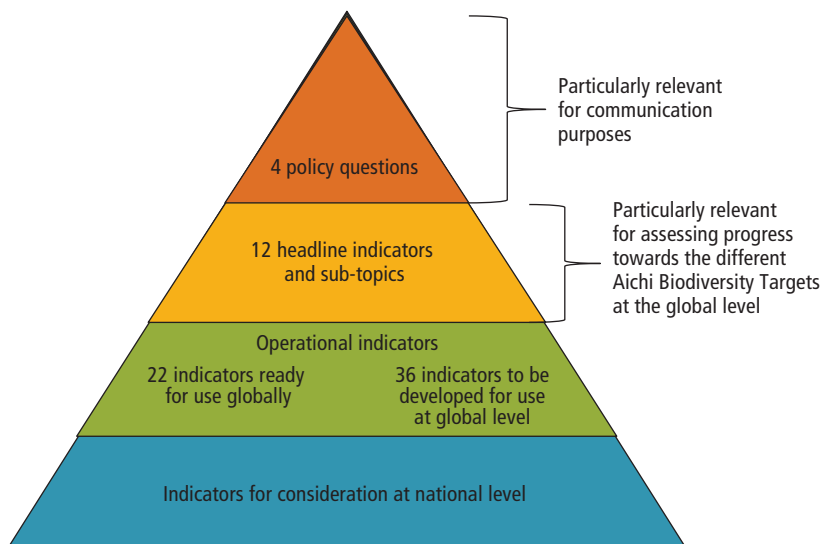 4 policy questions
Particularly relevant
for communication
purposes
12 headline indicators
and sub-topics
Particularly relevant
for assessing progress
towards the different
Aichi Biodiversity Targets
at the global level
Operational indicators
22 indicators ready
for use globally
36 indicators to be
developed for use
at global level
Indicators for consideration at national level